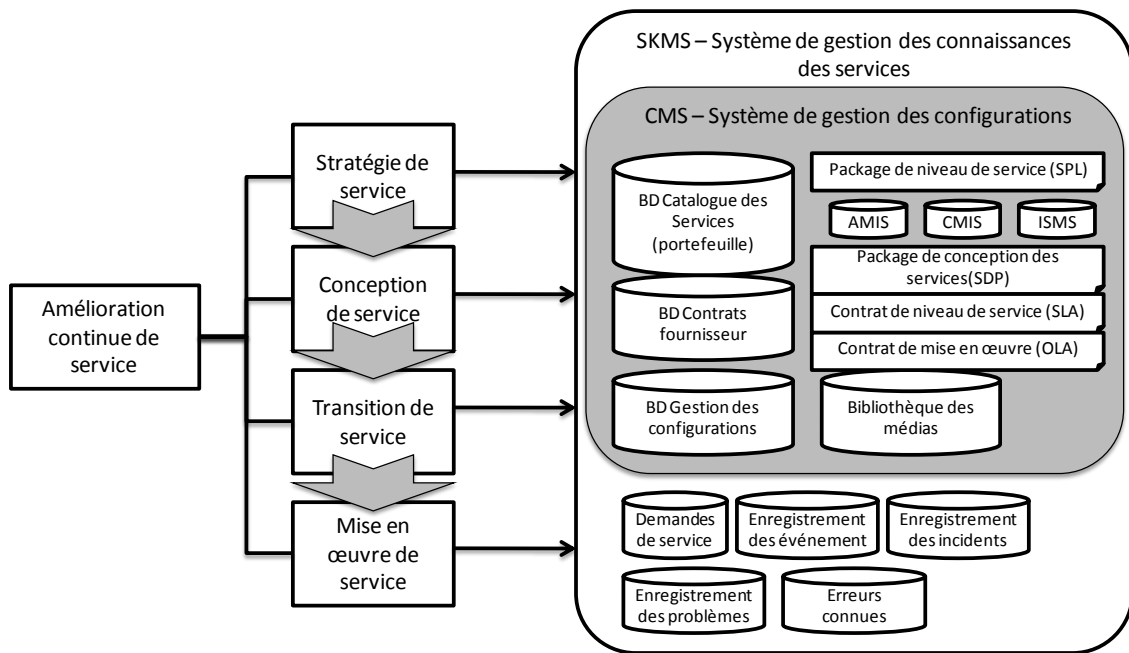 SKMS – Système de gestion des connaissances
des services
CMS – Système de gestion des configurations
Stratégie de
service
Conception
de service
Transition de
service
Mise en
œuvre de
service
Amélioration
continue de
service
BD Catalogue des
Services
(portefeuille)
BD Contrats
fournisseur
BD Gestion des
configurations
Package de niveau de service (SPL)
AMIS
CMIS
ISMS
Package de conception des
services(SDP)
Contrat de niveau de service (SLA)
Contrat de mise en œuvre (OLA)
Bibliothèque des
médias
Demandes
de service
Enregistrement
des événement
Enregistrement
des incidents
Enregistrement
des problèmes
Erreurs
connues